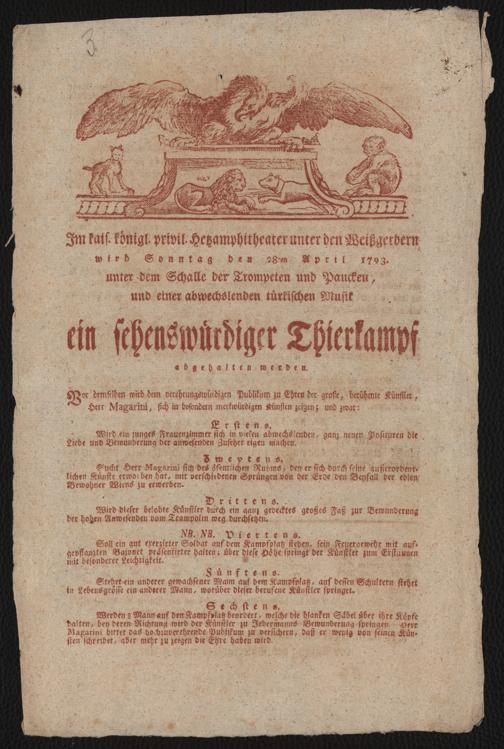 3
Im kais. königl. privil. Hetzamphitheater unter den Weißgerbern
wird Sonntag den 28ten April 1793.
unter dem Schalle der Trompeten und Paucken,
und einer abwechslenden türkischen Musik
ein sehenswürdiger Thierkampf
abgehalten werden.
Vor demselben wird dem verehrungswürdigen Publikum zu Ehren der große, berühmte Künstler,
Herr Magarini, sich in besondern merkwürdigen Künsten zeigen; und zwar:
Erstens.
Wird ein junges Frauenzimmer sich in vielen abwechslenden, ganz neuen Posituren die
Liebe und Bewunderung der anwesenden Zuseher eigen machen.
Zweytens.
Sucht Herr Magarini sich des öffentlichen Ruhms, den er sich durch seine außerordent-
lichen Künste erworben hat, mit verschidenen Sprüngen von der Erde den Beyfall der edlen
Bewohner Wiens zu erwerben.
Drittens.
Wird dieser belobte Künstler durch ein ganz gedecktes großes Faß zur Bewunderung
der hohen Anwesenden vom Trampolen weg durchsetzen.
NB. NB. Viertens.
Soll ein gut exerzirter Soldat auf dem Kampfplatz stehen, sein Feuergewehr mit auf-
gepflanzten Bajonet präsentirter halten; über diese Höhe springt der Künstler zum Erstaunen
mit besonderer Leichtigkeit.
Fünftens.
Stehet ein anderer gewachsener Mann auf dem Kampfplatz, auf dessen Schultern stehet
in Lebensgrösse ein anderer Mann, worüber dieser berufene Künstler springet.
Sechstens.
Werden Mann auf den Kampfplatz beordert, welche die blanken Säbel über ihre Köpfe
halten, bey deren Richtung wird der Künstler zu Jedermanns Bewunderung springen. Herr
Magarini bittet das hochzuverehrende Publikum zu versichern, daß er wenig von seinen Kün-
sten schreibet, aber mehr zu zeigen die Ehre haben wird.